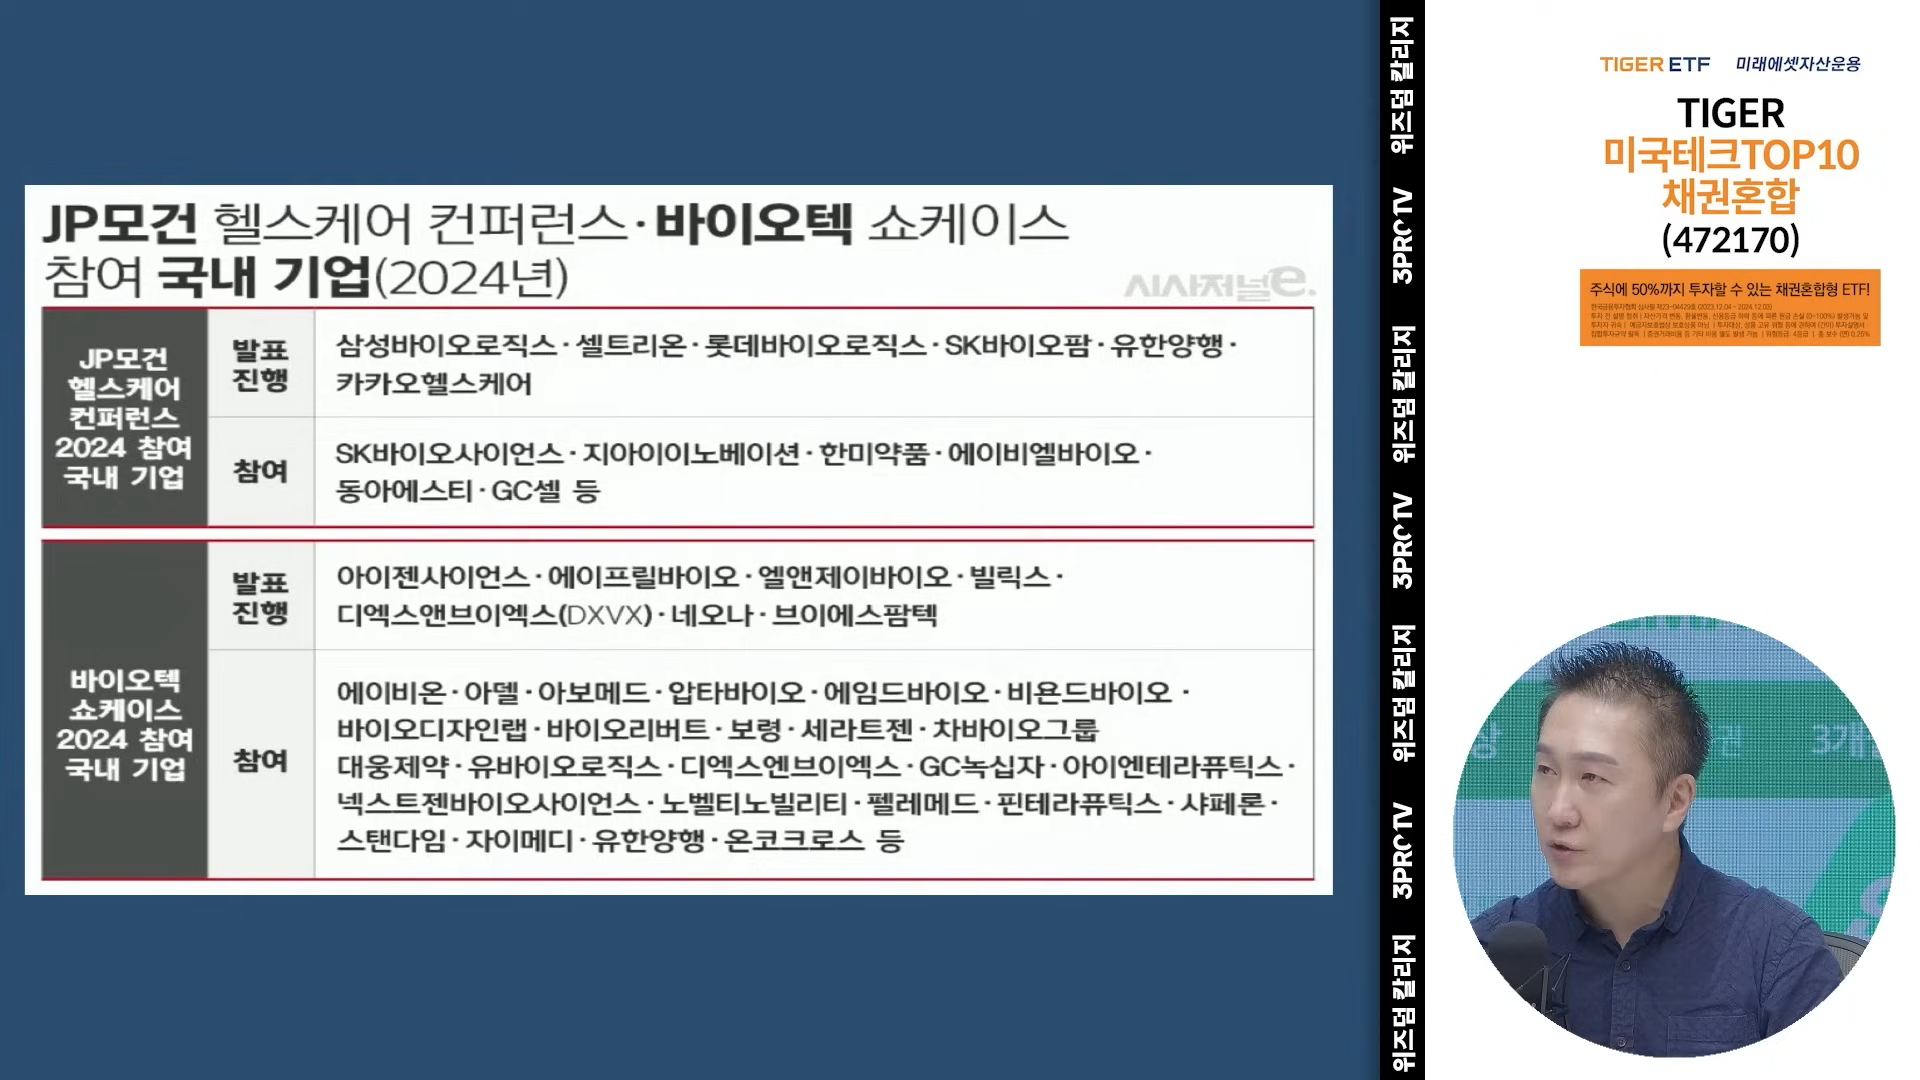 JP모건 헬스케어 컨퍼런스·바이오텍 쇼케이스
참여 국내 기업(2024년)
시사저널e.
JP모건
헬스케어
컨퍼런스
2024 참여
국내 기업
발표
진행
삼성바이오로직스·셀트리온·롯데바이오로직스·SK바이오팜·유한양행·
카카오헬스케어
참여
SK바이오사이언스·지아이이노베이션·한미약품·에이비엘바이오·
동아에스티·GC셀 등
바이오텍
쇼케이스
2024 참여
국내 기업
발표
진행
아이젠사이언스·에이프릴바이오·엘앤제이바이오·빌릭스·
디엑스앤브이엑스(DXVX)·네오나·브이에스팜텍
참여
에이비온·아델·아보메드·압타바이오·에임드바이오·비욘드바이오 ·
바이오디자인랩·바이오리버트·보령·세라트젠·차바이오그룹
대웅제약·유바이오로직스·디엑스엔브이엑스·GC녹십자·아이엔테라퓨틱스·
넥스트젠바이오사이언스·노벨티노빌리티·펠레메드·핀테라퓨틱스·샤페론·
스탠다임·자이메디·유한양행·온코크로스 등
위즈덤 칼리지
3PROTV
위즈덤 칼리지
3PROTV
위즈덤 칼리지
3PROTV
위즈덤 칼리지
TIGER ETF 미래에셋자산운용
TIGER
미국테크TOP10
채권혼합
(472170)
주식에 50%까지 투자할 수 있는 채권혼합형 ETF!
상
권
3개